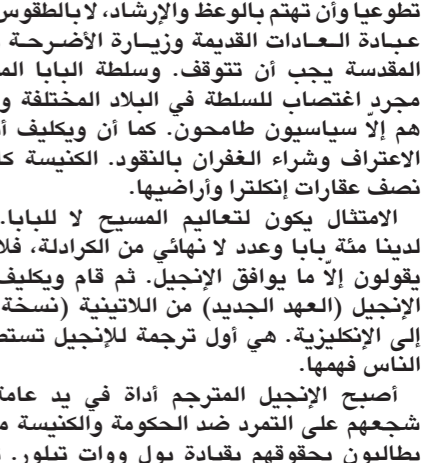 تطوعيا وأن تهتم بالوعظ والإرشاد، لا بالطقوس
عبادة العادات القديمة وزيارة الأضرحة
المقدسة يجب أن تتوقف. وسلطة البابا
مجرد اغتصاب للسلطة في البلاد المختلفة
هم إلاّ سياسيون طامحون. كما أن ويكليف
الاعتراف وشراء الغفران بالنقود. الكنيسة
نصف عقارات إنكلترا وأراضيها.
الامتثال يكون لتعاليم المسيح لا للبابا.
لدينا مئة بابا وعدد لا نهائي من الكرادلة، فلا
يقولون إلاّ ما يوافق الإنجيل. ثم قام ويكليف
الإنجيل (العهد الجديد) من اللاتينية (نسخة
إلى الإنكليزية. هي أول ترجمة للإنجيل
الناس فهمها.
أصبح الإنجيل المترجم أداة في يد عامة
شجعهم على التمرد ضد الحكومة والكنيسة
يطالبون بحقوقهم بقيادة بول ووات تيلور.